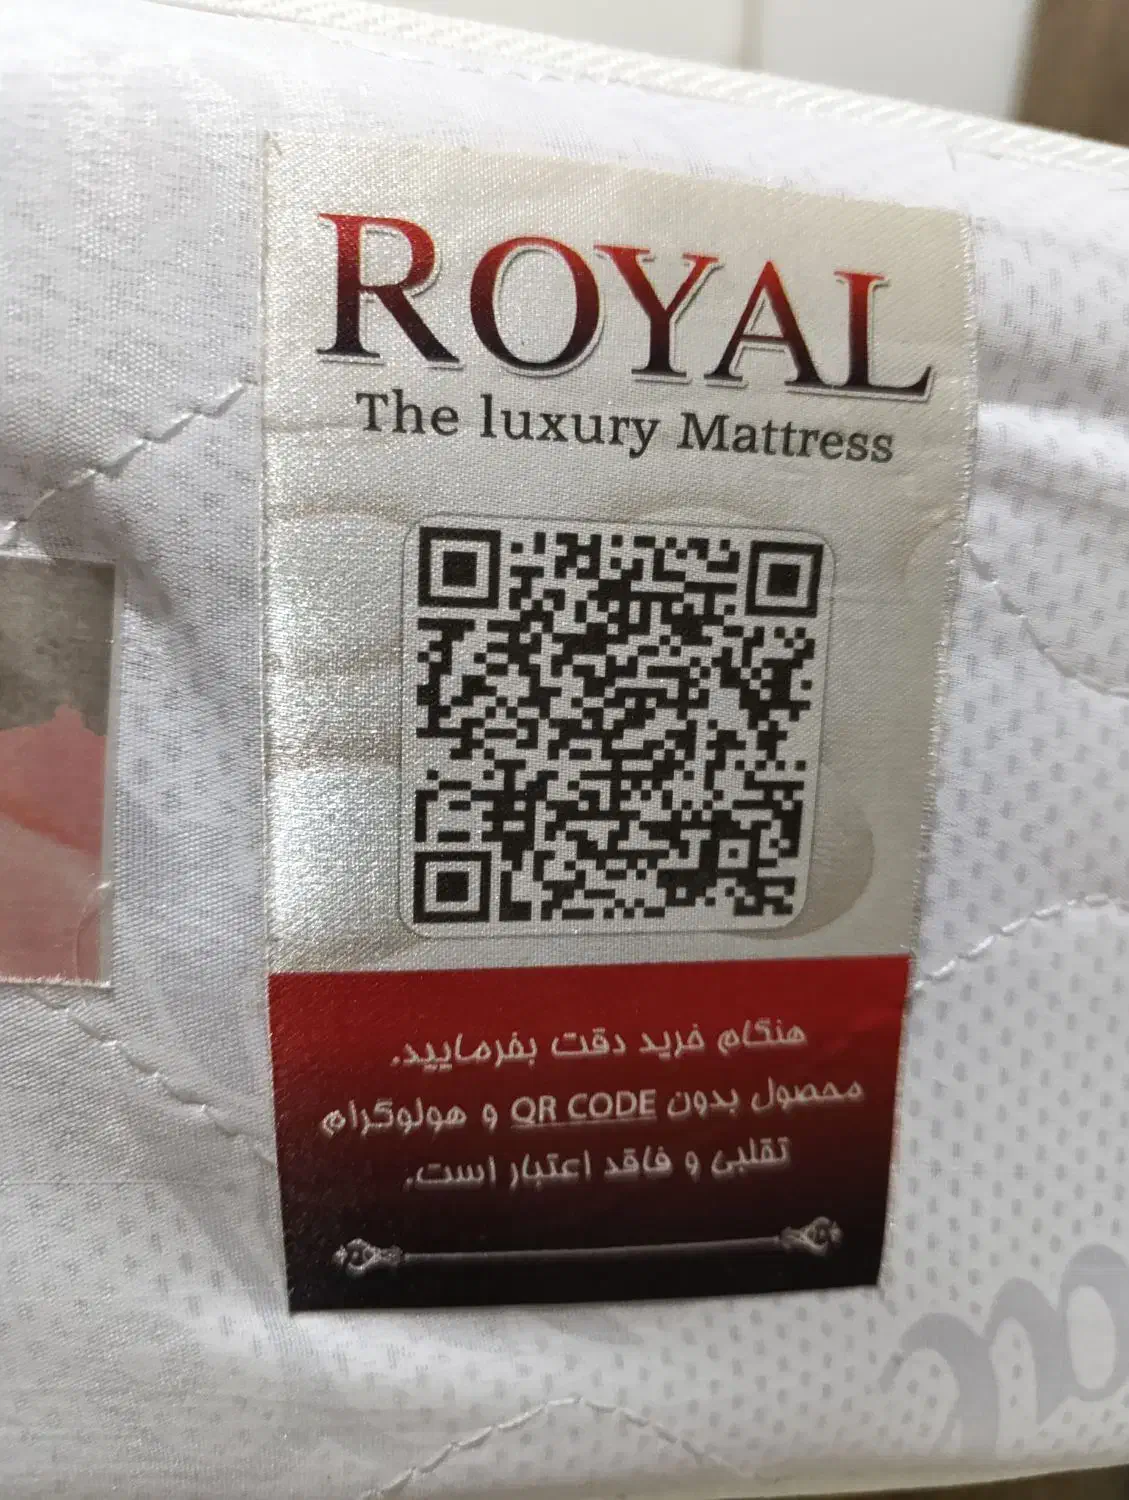 ROYAL
The luxury Mattress
هنگام خرید دقت بفرمایید.
محصول بدون QR CODE و هولوگرام
تقلبی و فاقد اعتبار است.